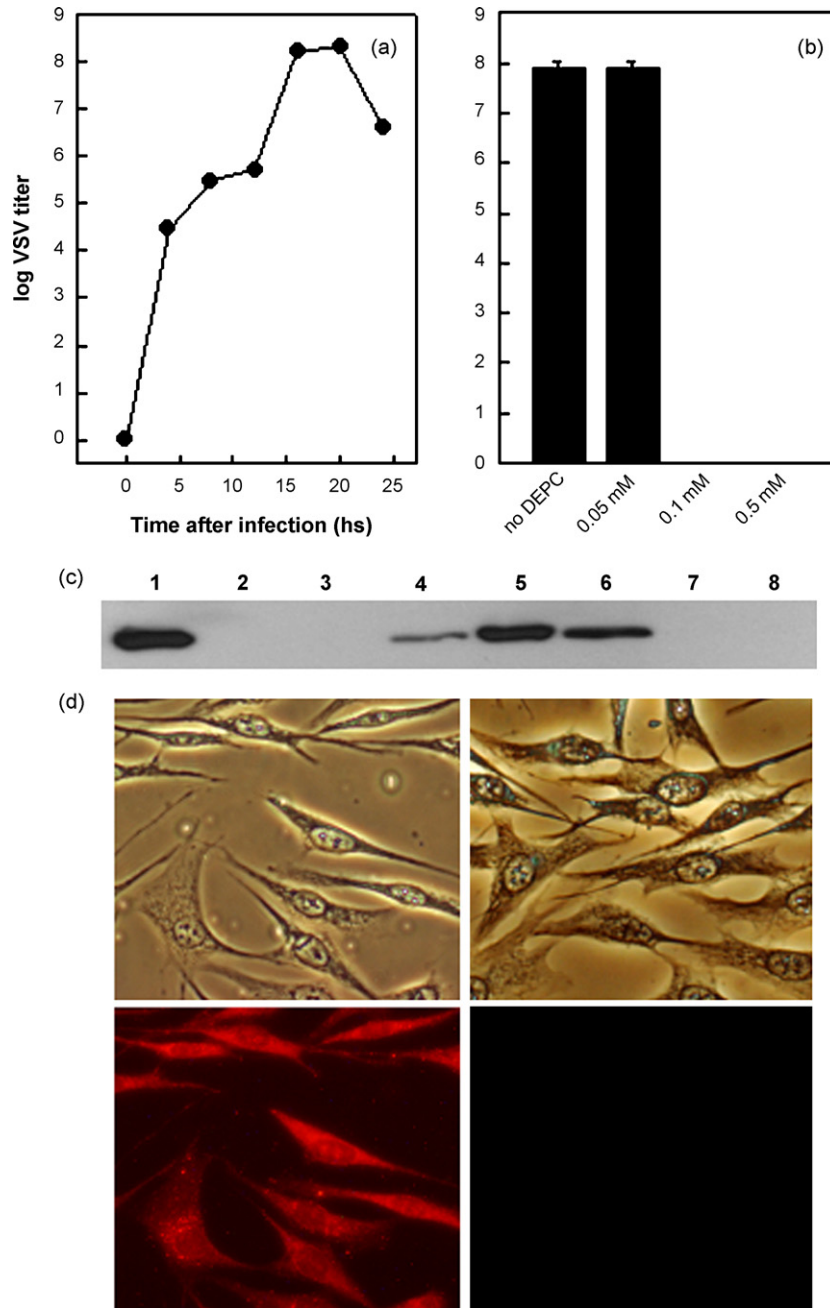 (a)
9
8
7
6
5
4
3
2
1
0
log VSV titer
0 5 10 15 20 25
Time after infection (hs)
(b)
9
8
7
6
5
4
3
2
1
0
no DEPC
0.05 mM
0.1 mM
0.5 mM
(c) 1 2 3 4 5 6 7 8
(d)